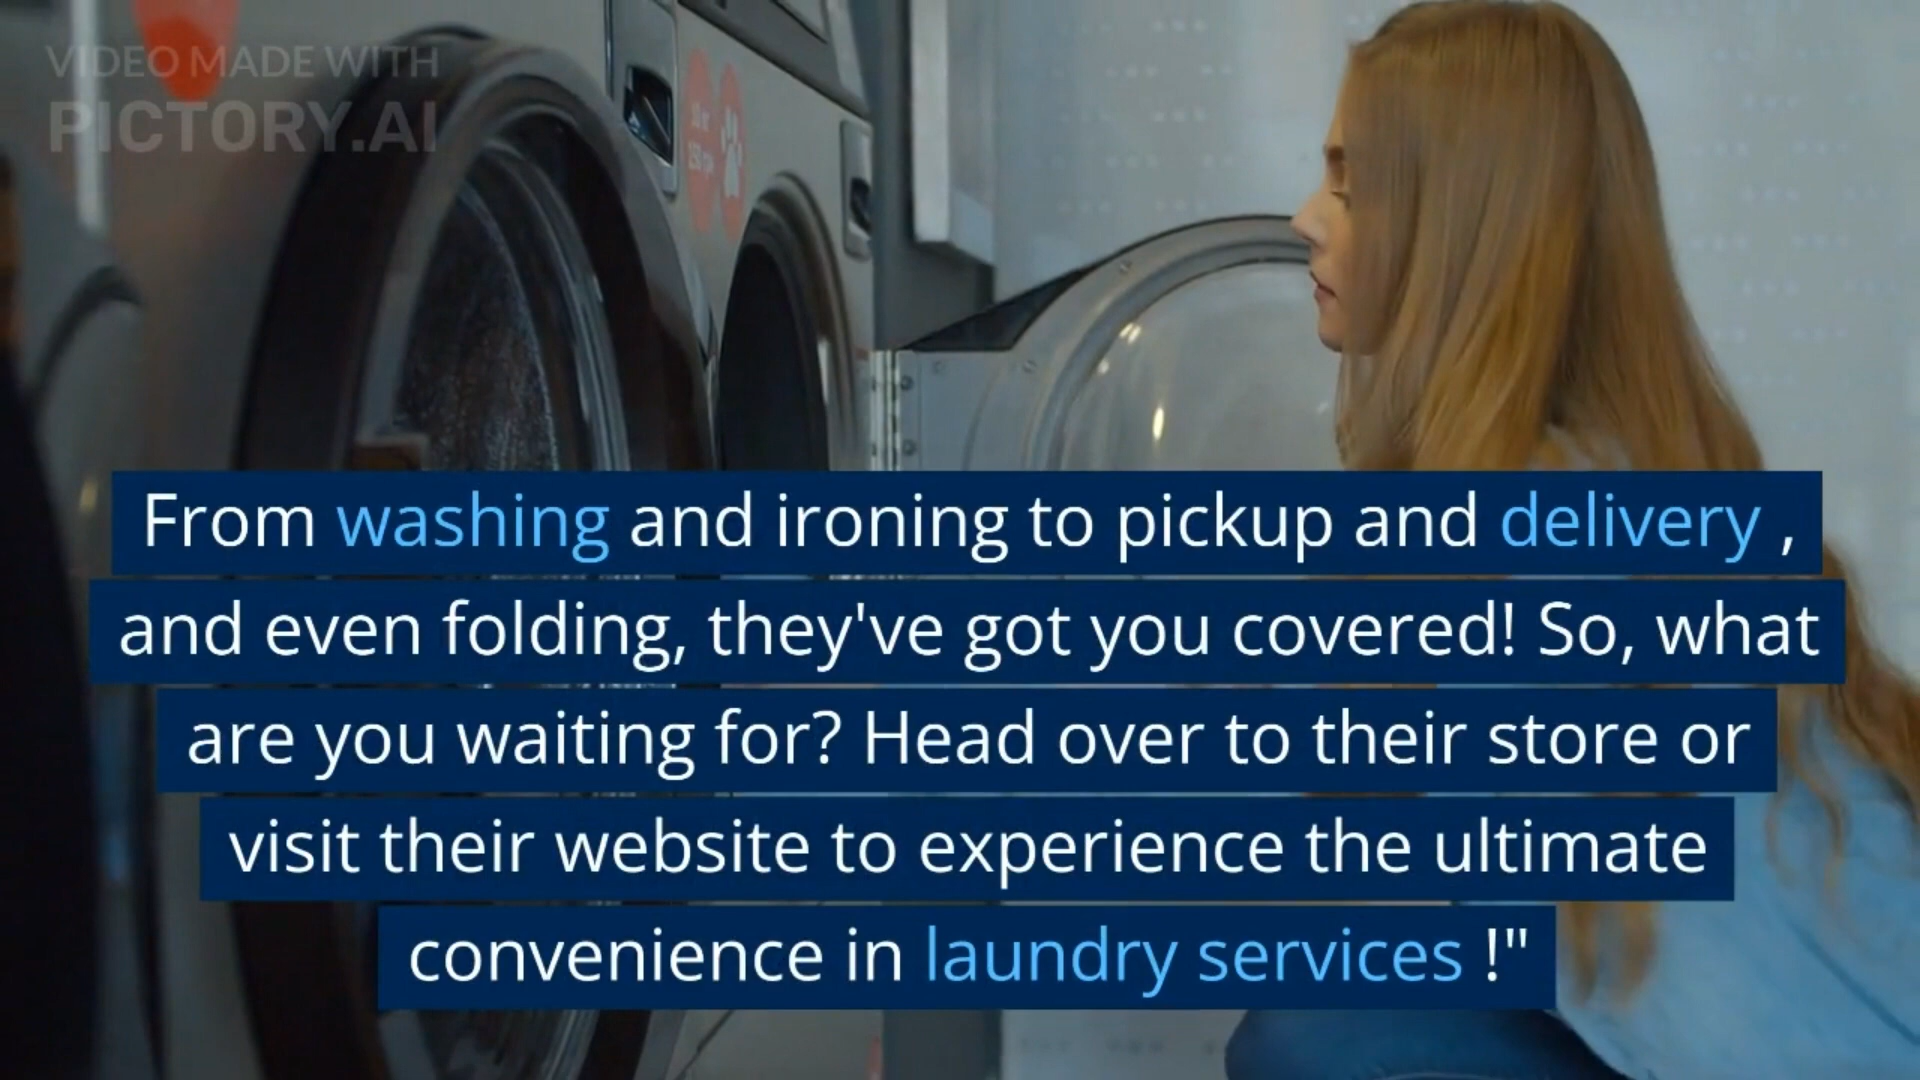 VIDEO MADE WITH
PICTORY.AI
From washing and ironing to pickup and delivery ,
and even folding, they've got you covered! So, what
are you waiting for? Head over to their store or
visit their website to experience the ultimate
convenience in laundry services !"